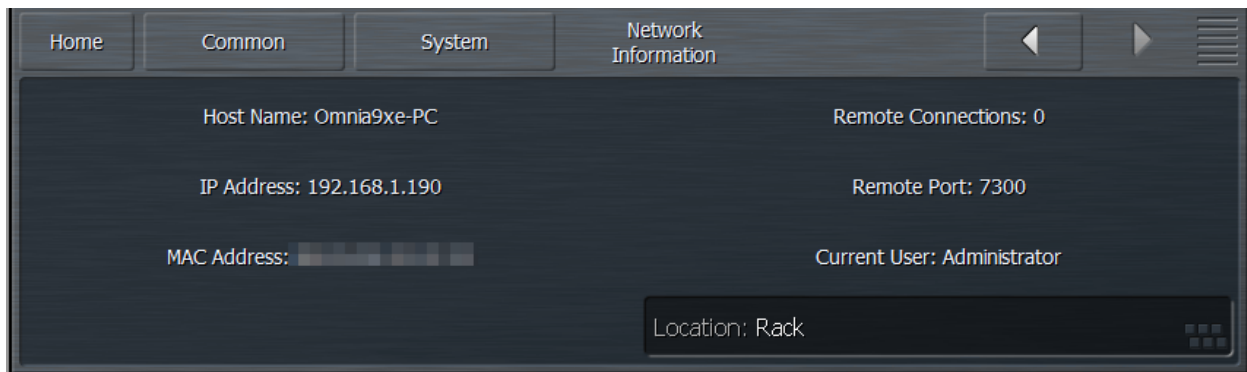 Home
Common
System
Network
Information
Host Name: Omnia9xe-PC
Remote Connections: 0
IP Address: 192.168.1.190
Remote Port: 7300
MAC Address:
Current User: Administrator
Location: Rack